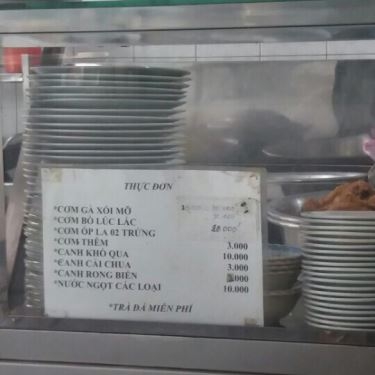 THỰC ĐƠN
*CƠM GÀ XỐI MỠ
*CƠM BÒ LÚC LẮC
*CƠM ỐP LA 02 TRỨNG
*CƠM THÊM 3.000
*CANH KHỔ QUA 10.000
*CANH CẢI CHUA 3.000
*CANH RONG BIỂN
*NƯỚC NGỌT CÁC LOẠI 10.000
*TRÀ ĐÁ MIỄN PHÍ